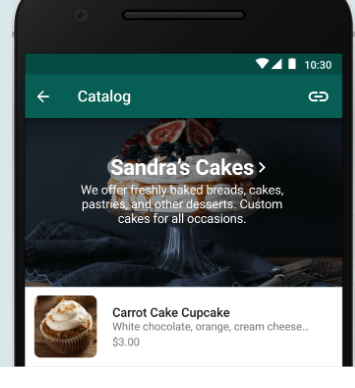 10:30
Catalog
Sandra's Cakes
We offer freshly baked breads, cakes,
pastries, and other desserts. Custom
cakes for all occasions.
Carrot Cake Cupcake
White chocolate, orange, cream cheese...
$3.00